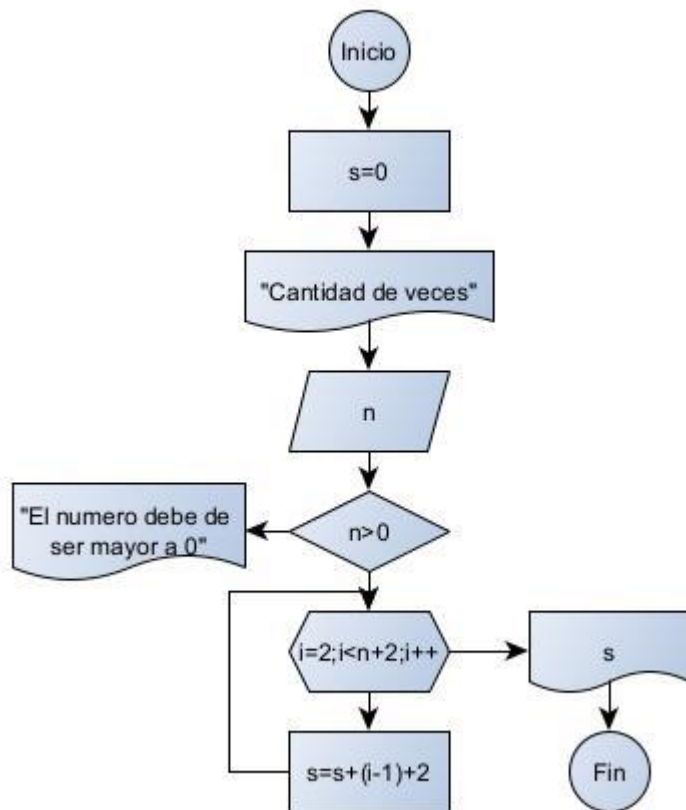 Inicio
s=0
"Cantidad de veces"
n
"El numero debe de
ser mayor a 0"
n>0
i=2;i<n+2;i++
s
s=s+(i-1)+2
Fin